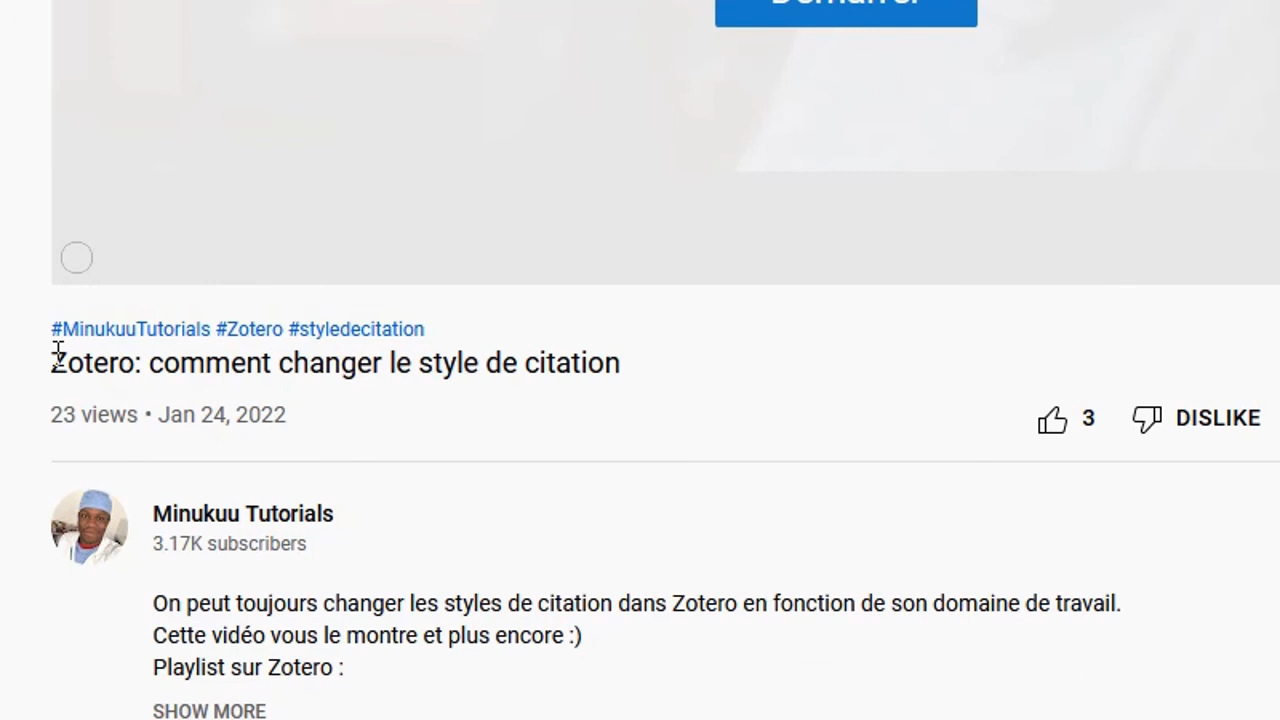 Démarrer
#MinukuuTutorials #Zotero #styledecitation
Zotero: comment changer le style de citation
23 views • Jan 24, 2022
3
DISLIKE
Minukuu Tutorials
3.17K subscribers
On peut toujours changer les styles de citation dans Zotero en fonction de son domaine de travail.
Cette vidéo vous le montre et plus encore :)
Playlist sur Zotero :
SHOW MORE